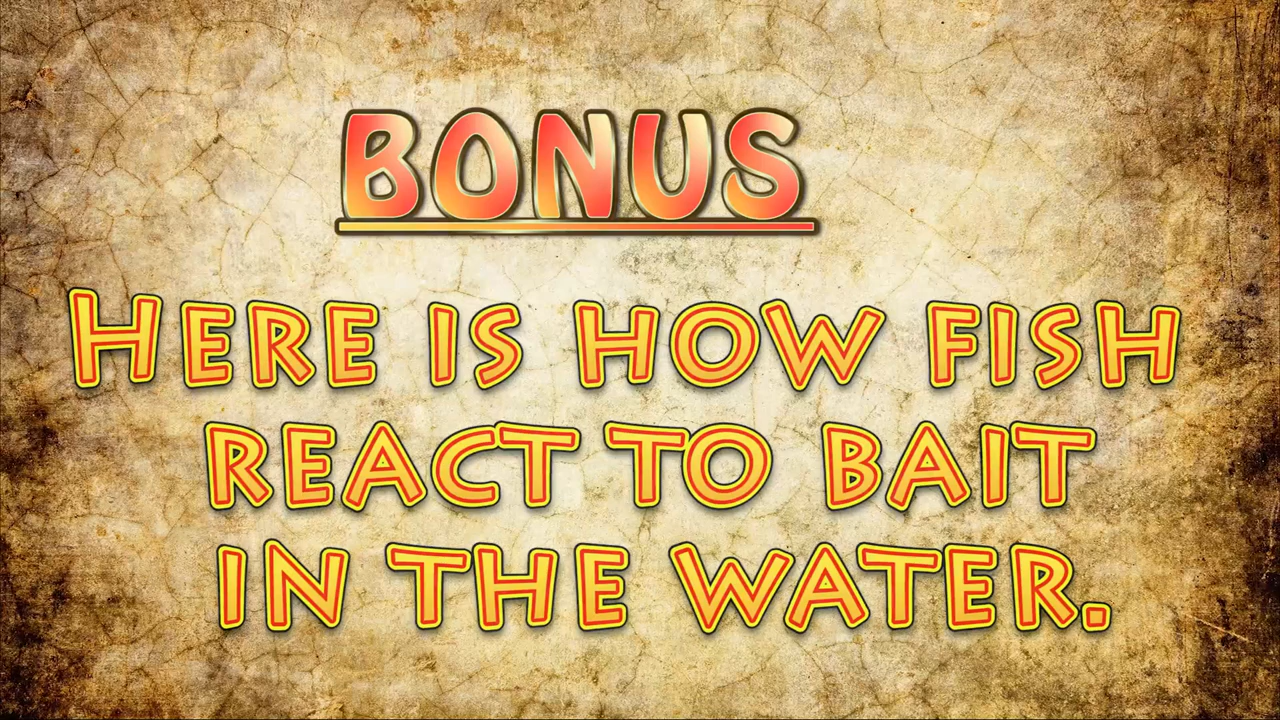 BONUS
HERE IS HOW FISH
REACT TO BAIT
IN THE WATER.